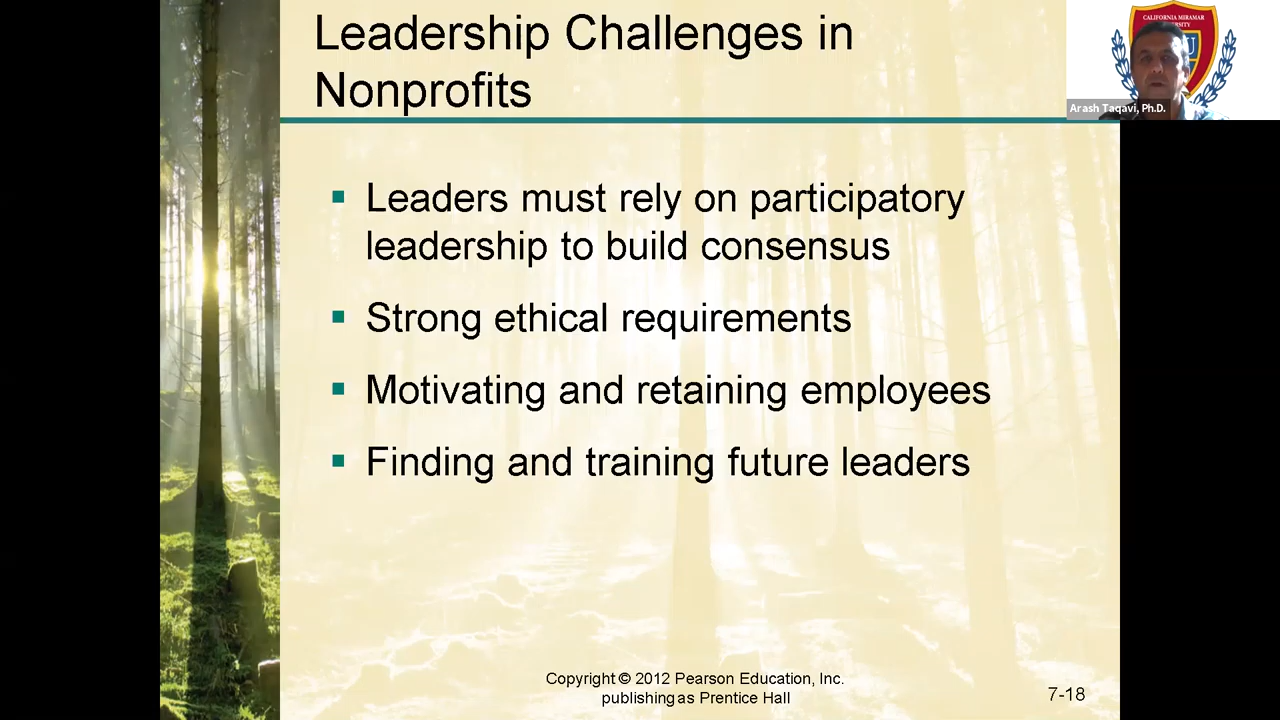 Leadership Challenges in
Nonprofits
CALIFORNIA MIRAMAR
Arash Taqavi, Ph.D.
Leaders must rely on participatory
leadership to build consensus
Strong ethical requirements
Motivating and retaining employees
Finding and training future leaders
Copyright © 2012 Pearson Education, Inc.
publishing as Prentice Hall
7-18